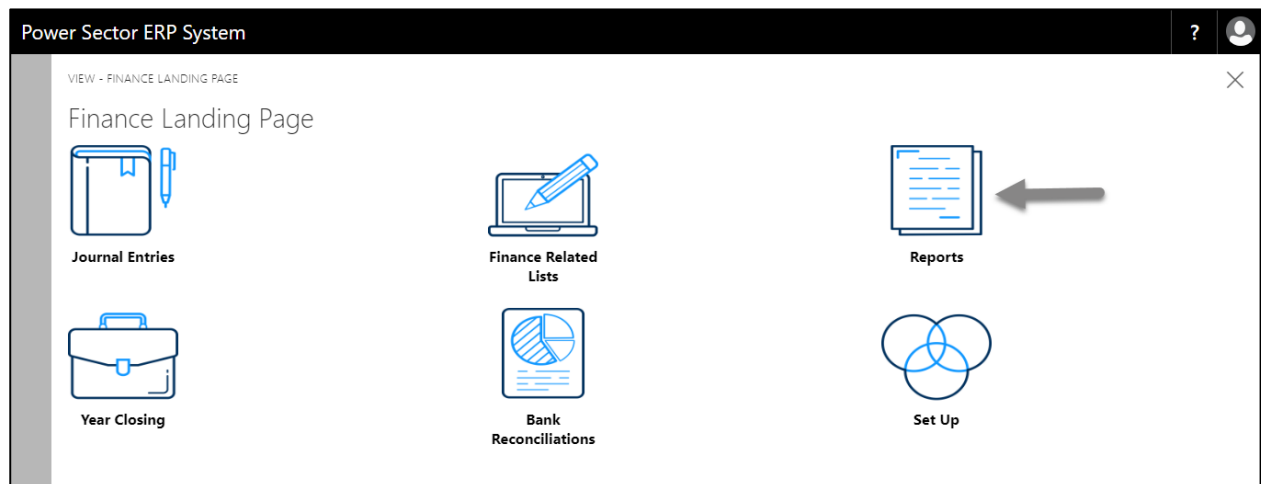 Power Sector ERP System
?
VIEW - FINANCE LANDING PAGE
Finance Landing Page
Journal Entries
Finance Related
Lists
Reports
Year Closing
Bank
Reconciliations
Set Up